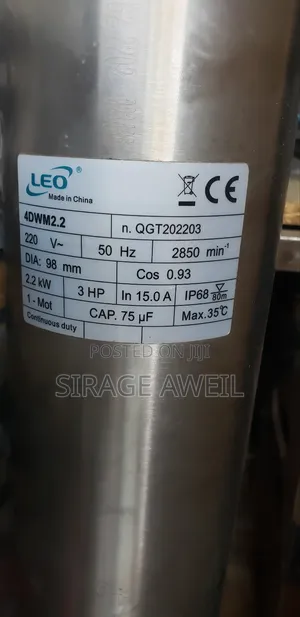 LEO ®
Made in China
CE
4DWM2.2 n. QGT202203
220 V~ 50 Hz 2850 min⁻¹
DIA: 98 mm Cos 0.93
2.2 kW 3 HP In 15.0 A IP68 80m
1~Mot CAP. 75 µF Max.35℃
Continuous duty
POSTED ON JIJI
SIRAGE AWEIL